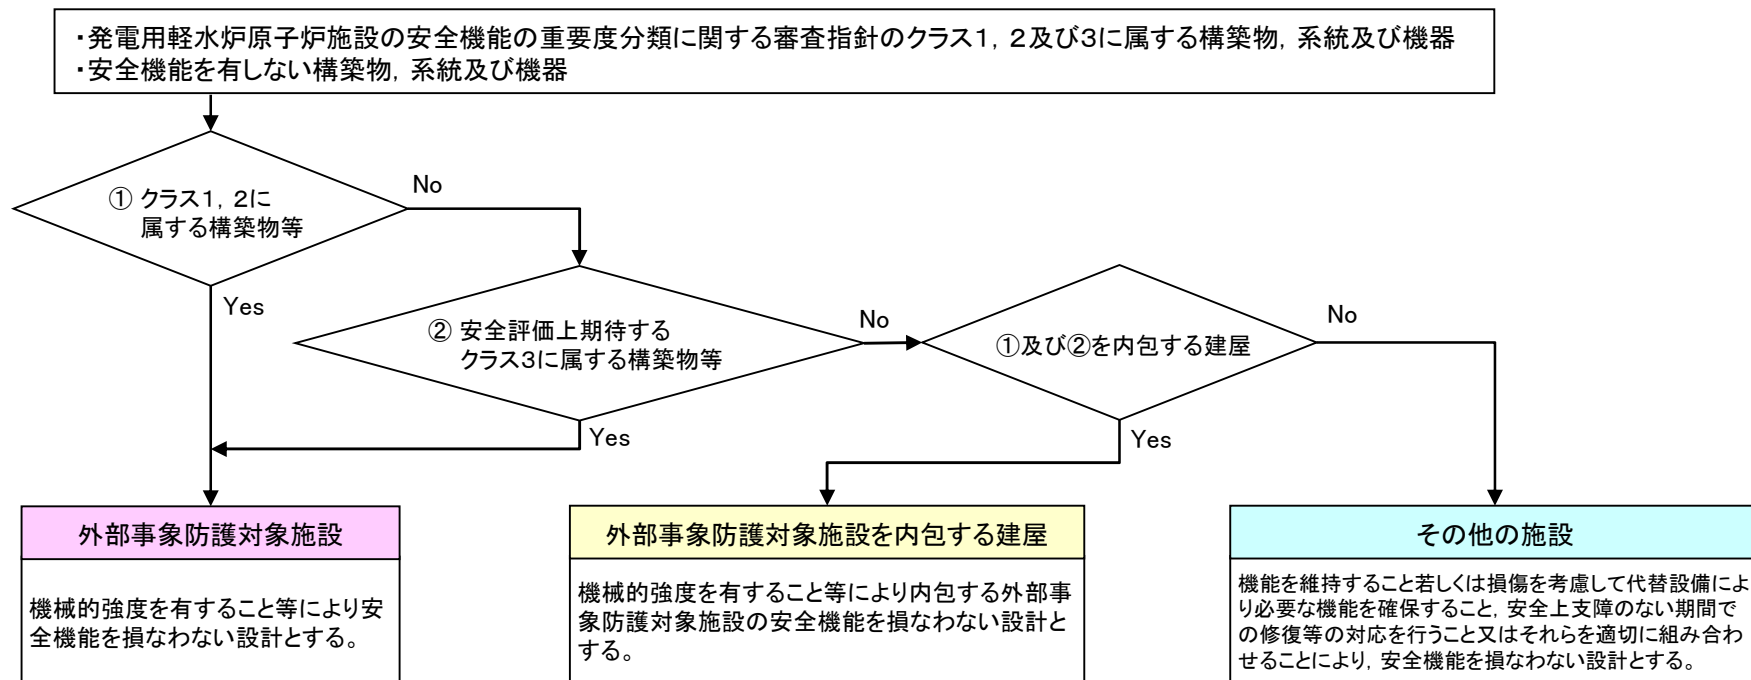 ・発電用軽水炉原子炉施設の安全機能の重要度分類に関する審査指針のクラス1，2及び3に属する構築物，系統及び機器
・安全機能を有しない構築物，系統及び機器
① クラス1，2に
属する構築物等
No
Yes
② 安全評価上期待する
クラス3に属する構築物等
No
Yes
①及び②を内包する建屋
No
Yes
外部事象防護対象施設
機械的強度を有すること等により安
全機能を損なわない設計とする。
外部事象防護対象施設を内包する建屋
機械的強度を有すること等により内包する外部事
象防護対象施設の安全機能を損なわない設計と
する。
その他の施設
機能を維持すること若しくは損傷を考慮して代替設備によ
り必要な機能を確保すること，安全上支障のない期間で
の修復等の対応を行うこと又はそれらを適切に組み合わ
せることにより，安全機能を損なわない設計とする。